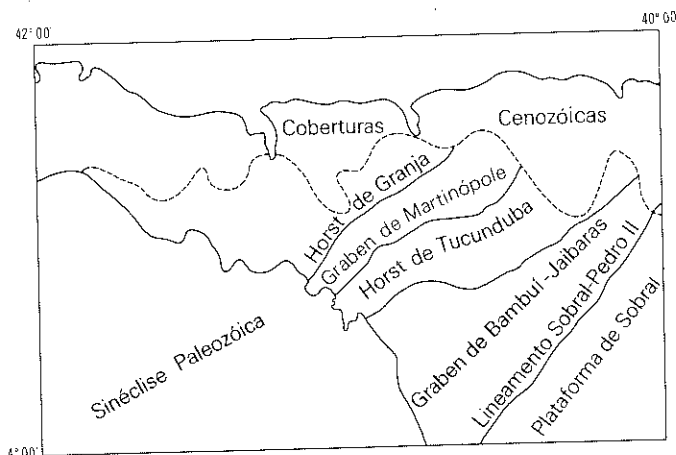 42° 00'
40° 00
Coberturas
Cenozóicas
Horst de Granja
Graben de Martinópole
Horst de Tucunduba
Graben de Bambuí-Jaibaras
Lineamento Sobral-Pedro II
Plataforma de Sobral
Sinéclise Paleozóica
4° 00'